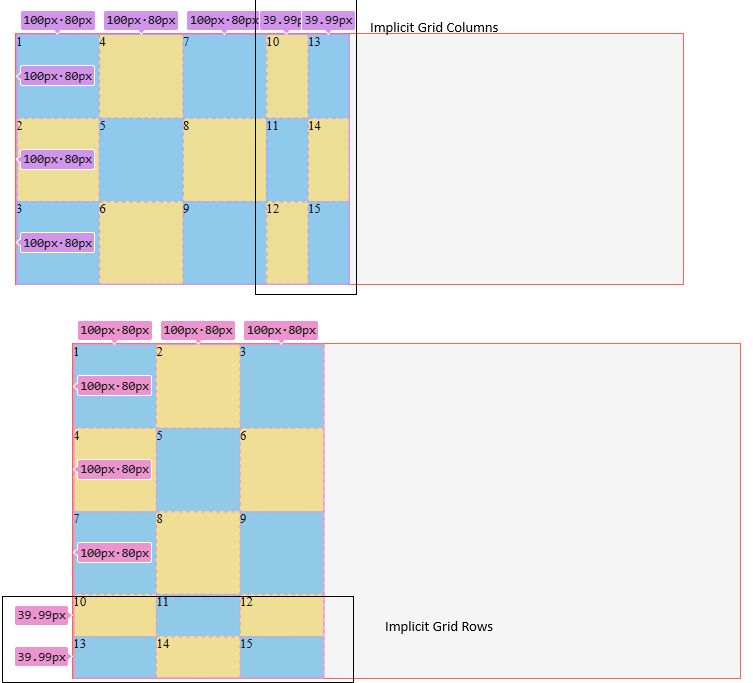 100px·80px 100px·80px 100px·80px 39.99px 39.99px Implicit Grid Columns
1 4 7 10 13
100px·80px
2 5 8 11 14
100px·80px
3 6 9 12 15
100px·80px
100px·80px 100px·80px 100px·80px
1 2 3
100px·80px
4 5 6
100px·80px
7 8 9
100px·80px
10 11 12
39.99px Implicit Grid Rows
13 14 15
39.99px